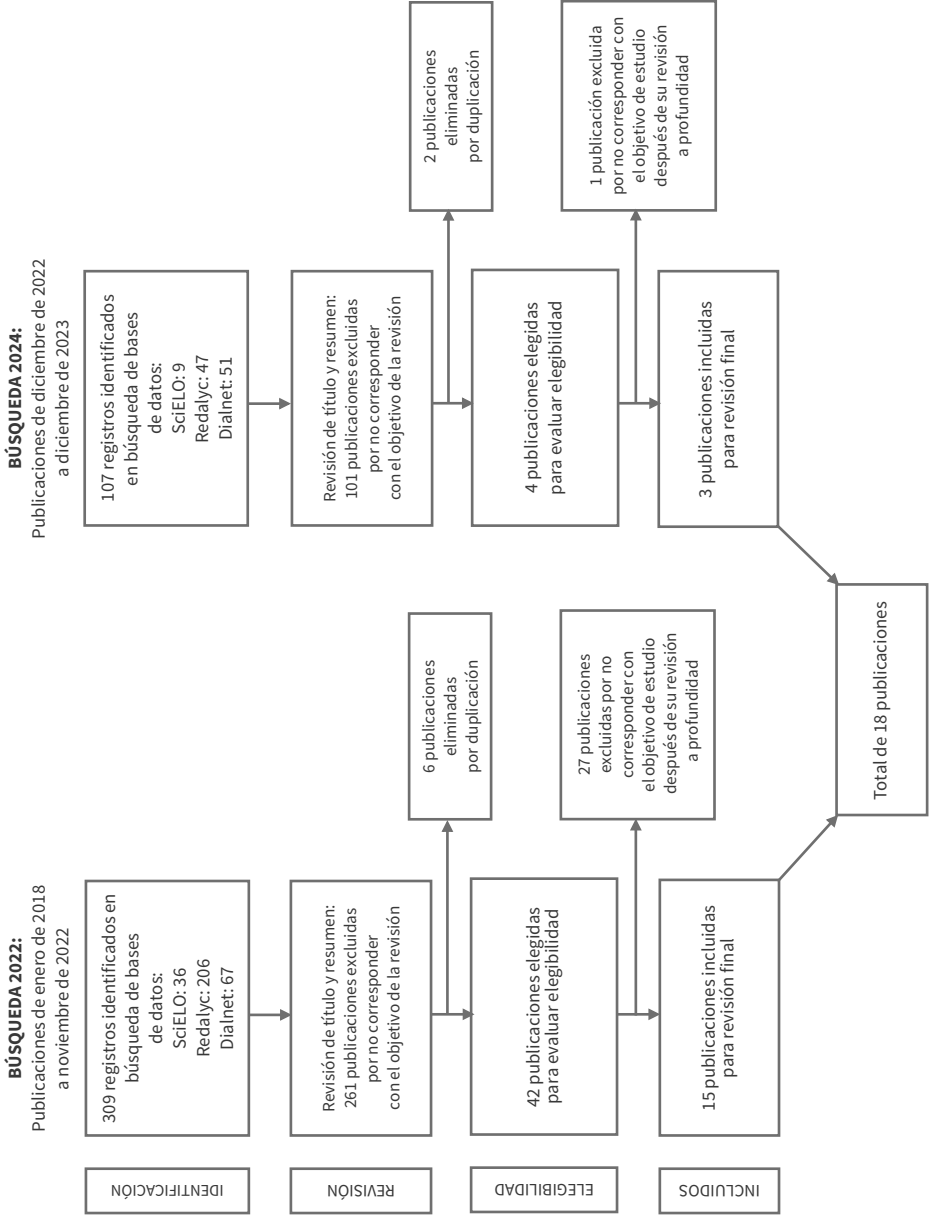 BÚSQUEDA 2022:
Publicaciones de enero de 2018
a noviembre de 2022
BÚSQUEDA 2024:
Publicaciones de diciembre de 2022
a diciembre de 2023
IDENTIFICACIÓN
309 registros identificados en
búsqueda de bases
de datos:
SciELO: 36
Redalyc: 206
Dialnet: 67
107 registros identificados
en búsqueda de bases
de datos:
SciELO: 9
Redalyc: 47
Dialnet: 51
REVISIÓN
Revisión de título y resumen:
261 publicaciones excluidas
por no corresponder
con el objetivo de la revisión
6 publicaciones
eliminadas
por duplicación
Revisión de título y resumen:
101 publicaciones excluidas
por no corresponder
con el objetivo de la revisión
2 publicaciones
eliminadas
por duplicación
ELEGIBILIDAD
42 publicaciones elegidas
para evaluar elegibilidad
27 publicaciones
excluidas por no
corresponder con
el objetivo de estudio
después de su revisión
a profundidad
4 publicaciones elegidas
para evaluar elegibilidad
1 publicación excluida
por no corresponder con
el objetivo de estudio
después de su revisión
a profundidad
INCLUIDOS
15 publicaciones incluidas
para revisión final
3 publicaciones incluidas
para revisión final
Total de 18 publicaciones